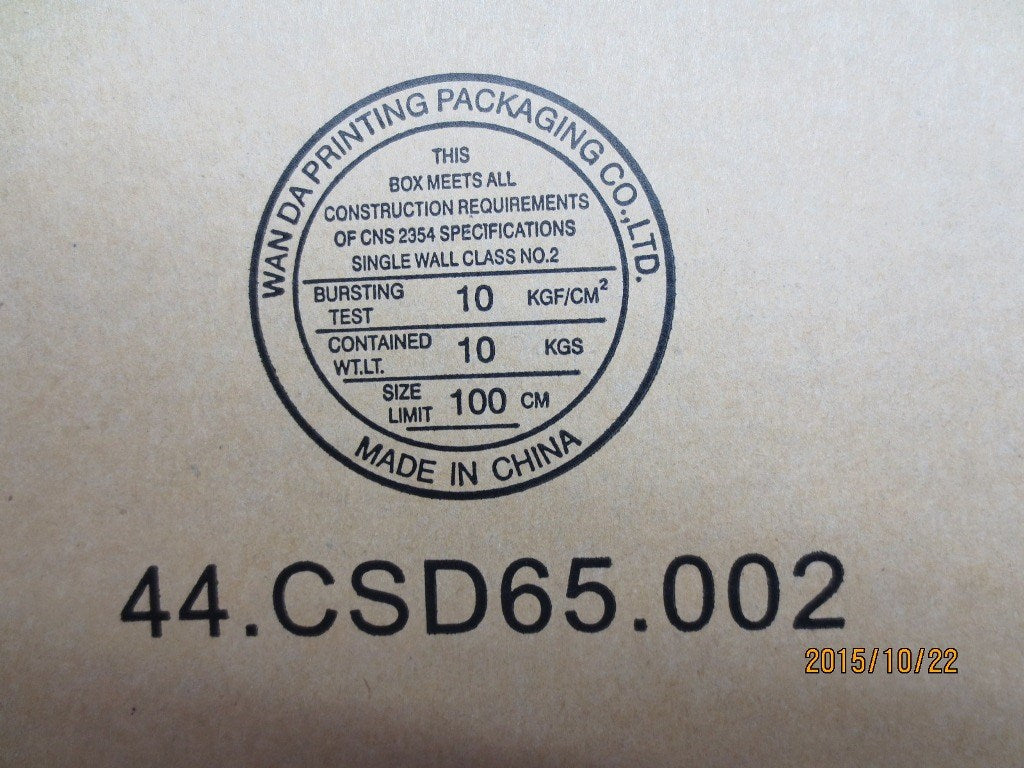 WAN DA PRINTING PACKAGING CO.,LTD.
THIS
BOX MEETS ALL
CONSTRUCTION REQUIREMENTS
OF CNS 2354 SPECIFICATIONS
SINGLE WALL CLASS NO.2
BURSTING TEST 10 KGF/CM²
CONTAINED WT.LT. 10 KGS
SIZE LIMIT 100 CM
MADE IN CHINA
44.CSD65.002
2015/10/22